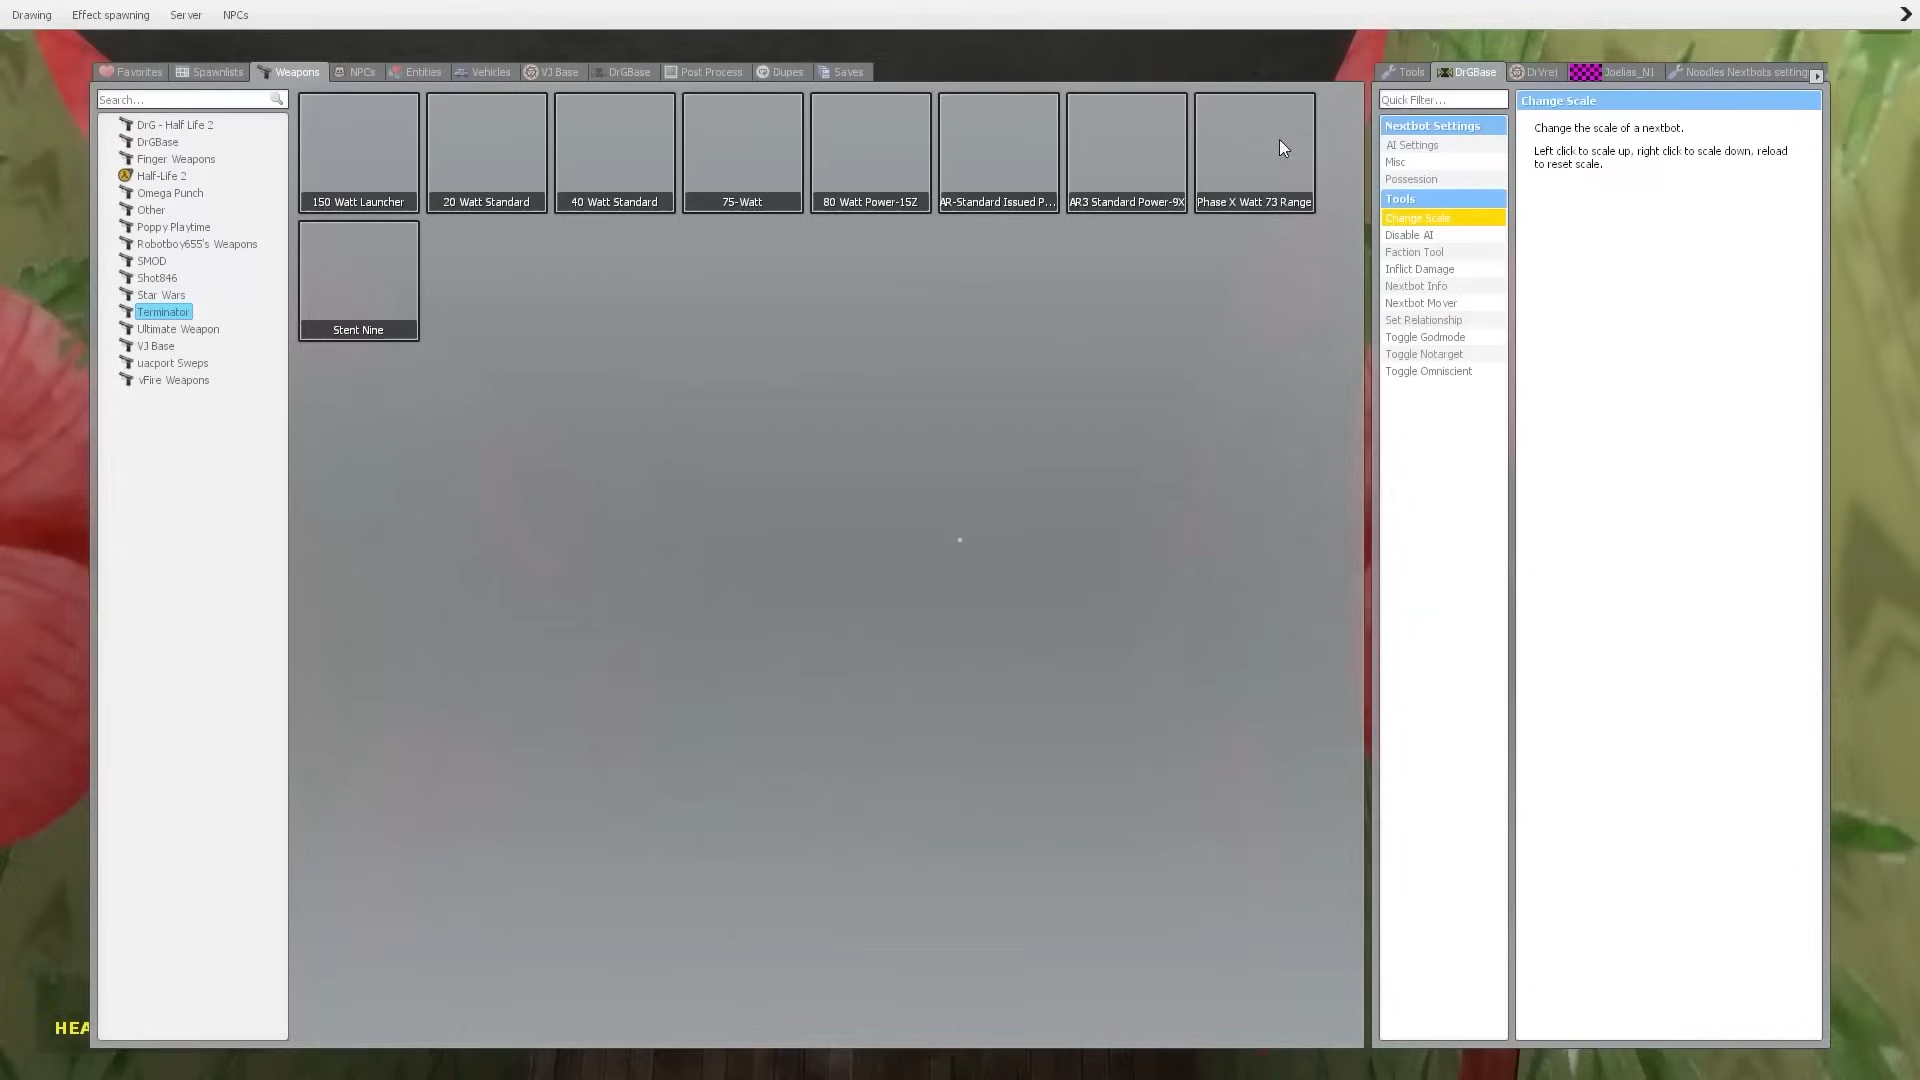 Drawing
Effect spawning
Server
NPCs
Favorites
Spawnlists
Weapons
NPCs
Entities
Vehicles
VJ Base
DrGBase
Post Process
Dupes
Saves
Tools
DrGBase
DrVrej
Joelias_N1
Noodles Nextbots setting
Search...
DrG - Half Life 2
DrGBase
Finger Weapons
Half-Life 2
Omega Punch
Other
Poppy Playtime
Robotboy655's Weapons
SMOD
Shot846
Star Wars
Terminator
Ultimate Weapon
VJ Base
uacport Sweps
vFire Weapons
150 Watt Launcher
20 Watt Standard
40 Watt Standard
75-Watt
80 Watt Power-15Z
AR-Standard Issued P...
AR3 Standard Power-9X
Phase X Watt 73 Range
Stent Nine
Quick Filter...
Nextbot Settings
AI Settings
Misc
Possession
Tools
Change Scale
Disable AI
Faction Tool
Inflict Damage
Nextbot Info
Nextbot Mover
Set Relationship
Toggle Godmode
Toggle Notarget
Toggle Omniscient
Change Scale
Change the scale of a nextbot.
Left click to scale up, right click to scale down, reload
to reset scale.
HEA